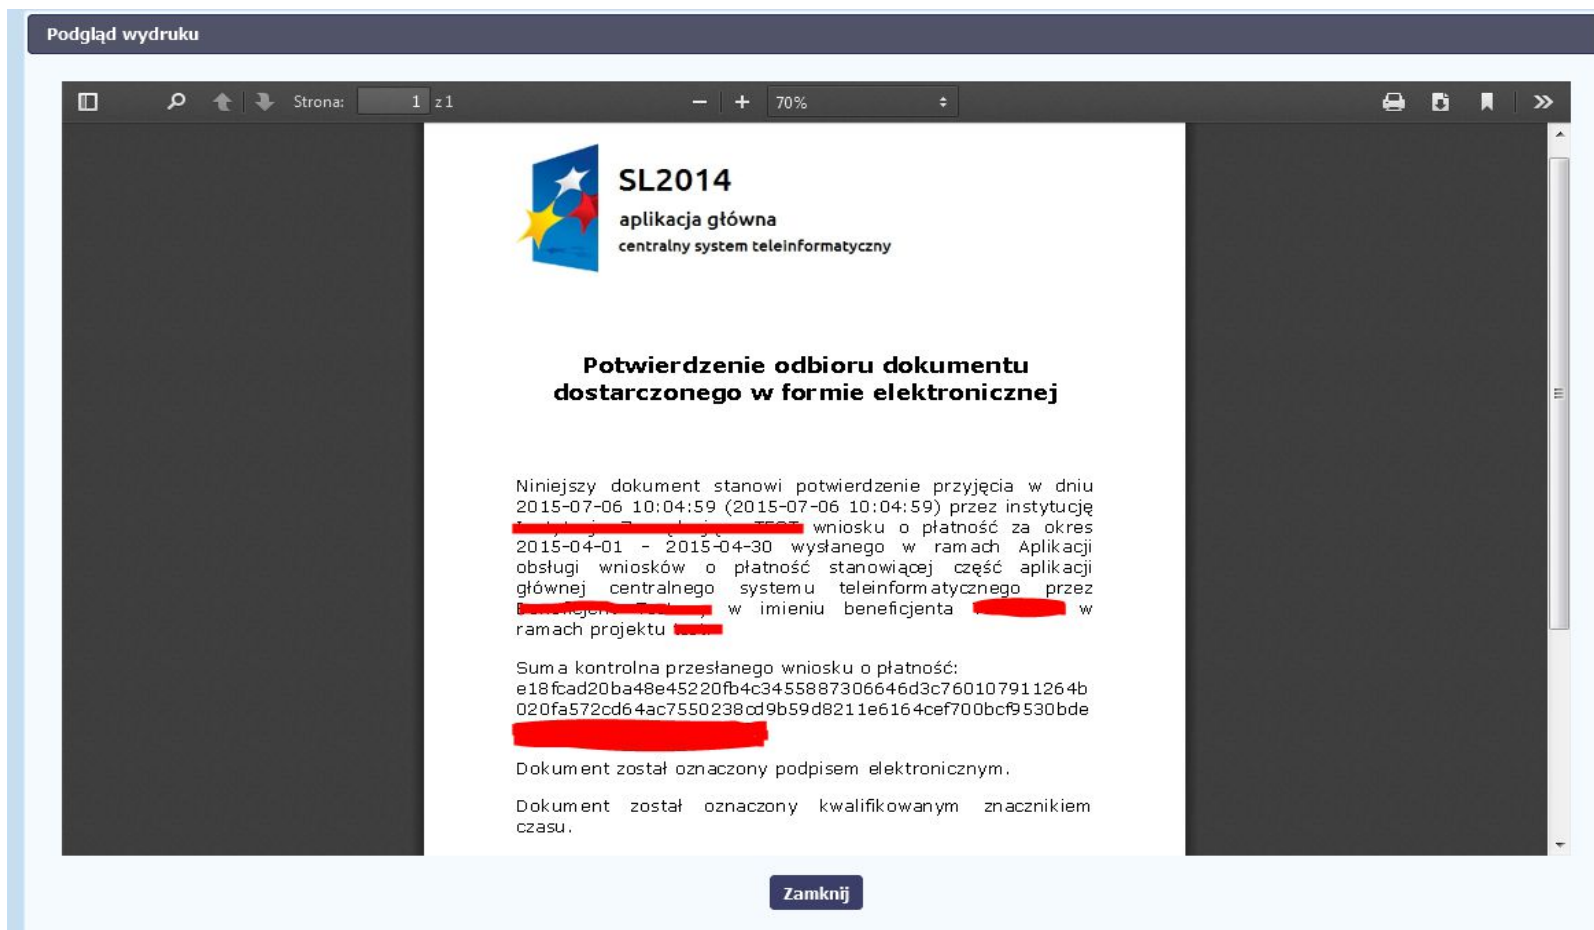 Podgląd wydruku
Strona: 1 z 1
70%
SL2014
aplikacja główna
centralny system teleinformatyczny
Potwierdzenie odbioru dokumentu
dostarczonego w formie elektronicznej
Niniejszy dokument stanowi potwierdzenie przyjęcia w dniu
2015-07-06 10:04:59 (2015-07-06 10:04:59) przez instytucję
wniosku o płatność za okres
2015-04-01 - 2015-04-30 wysłanego w ramach Aplikacji
obsługi wniosków o płatność stanowiącej część aplikacji
głównej centralnego systemu teleinformatycznego przez
w imieniu beneficjenta w
ramach projektu
Suma kontrolna przesłanego wniosku o płatność:
e18fcad20ba48e45220fb4c3455887306646d3c760107911264b
020fa572cd64ac7550238cd9b59d8211e6164cef700bcf9530bde
Dokument został oznaczony podpisem elektronicznym.
Dokument został oznaczony kwalifikowanym znacznikiem
czasu.
Zamknij